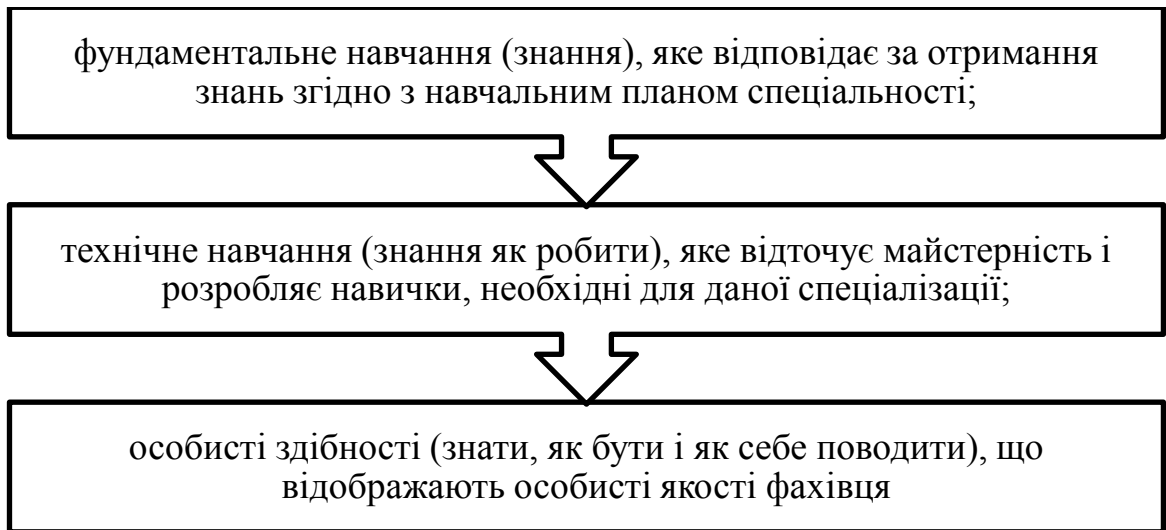 фундаментальне навчання (знання), яке відповідає за отримання
знань згідно з навчальним планом спеціальності;
технічне навчання (знання як робити), яке відточує майстерність і
розробляє навички, необхідні для даної спеціалізації;
особисті здібності (знати, як бути і як себе поводити), що
відображають особисті якості фахівця